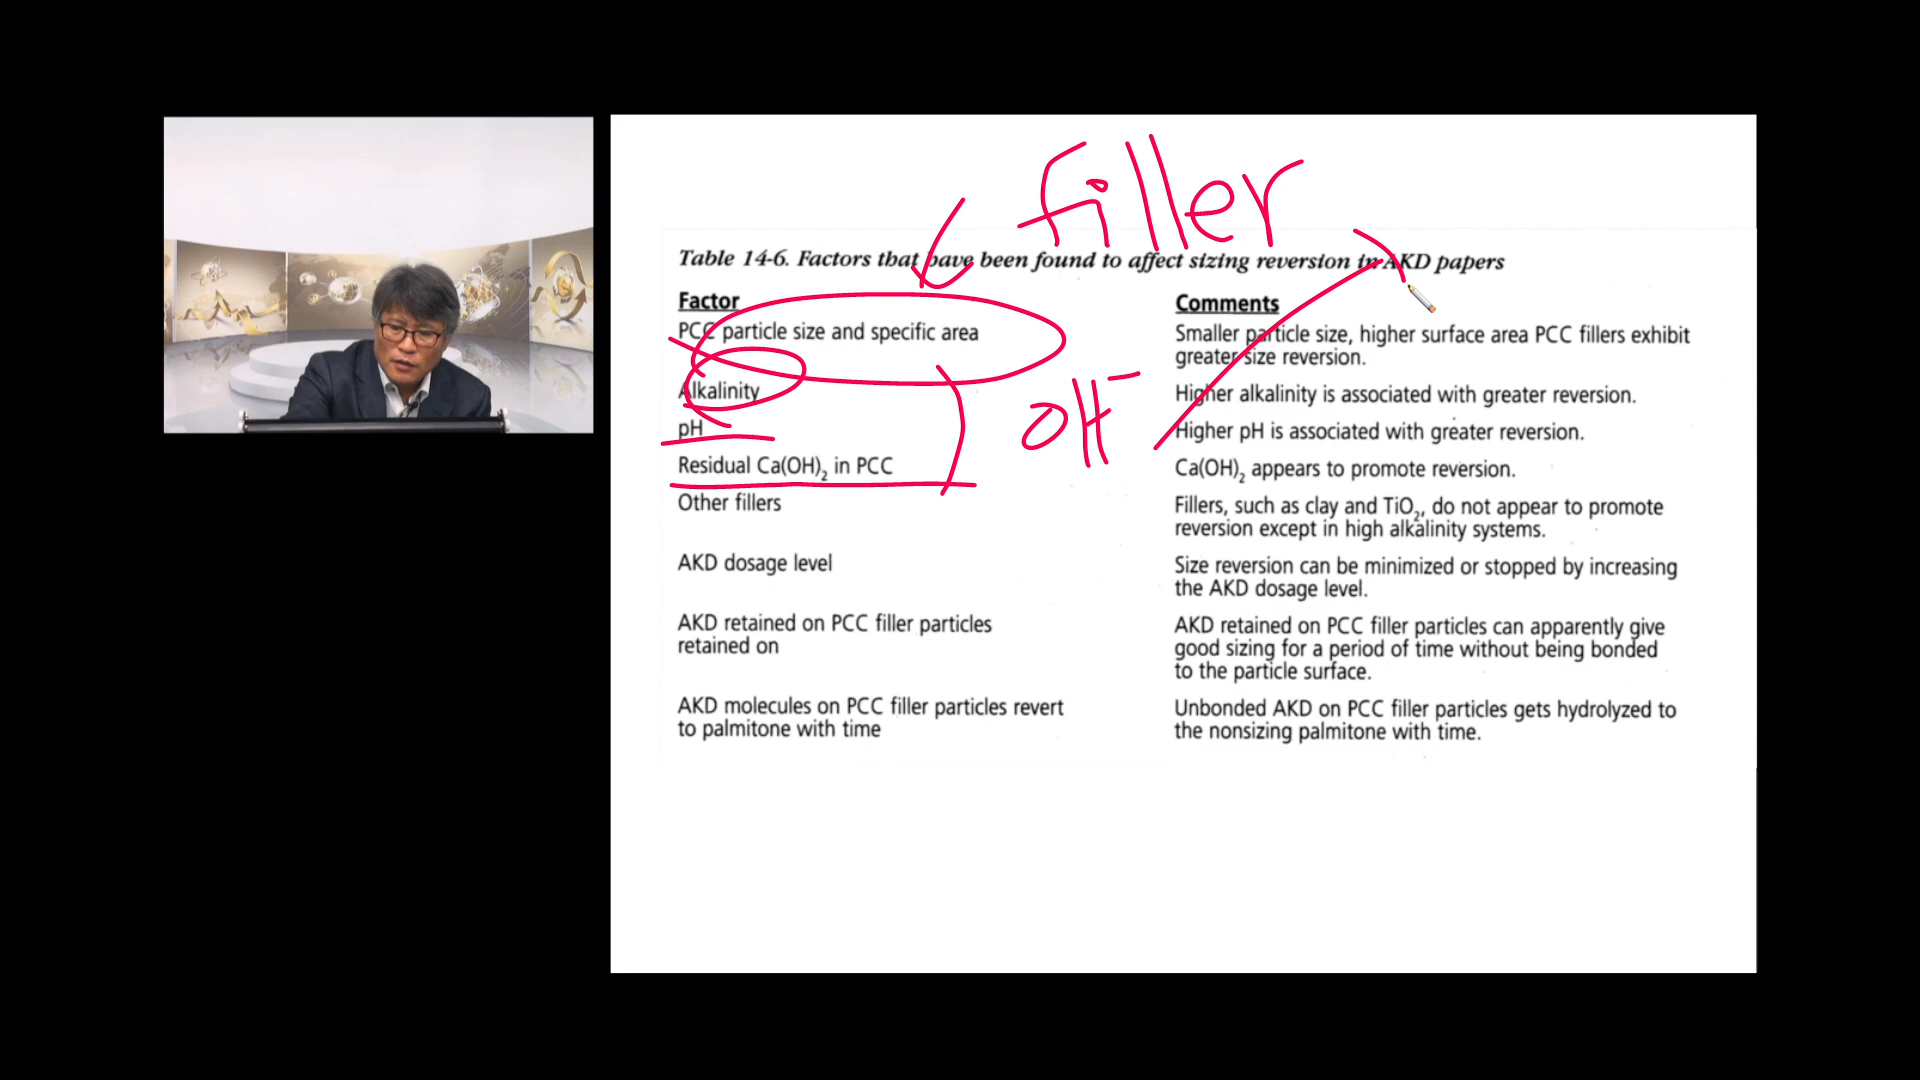 filler
Table 14-6. Factors that have been found to affect sizing reversion in AKD papers
Factor
Comments
PCC particle size and specific area
Smaller particle size, higher surface area PCC fillers exhibit
greater size reversion.
Alkalinity
Higher alkalinity is associated with greater reversion.
OH⁻
pH
Higher pH is associated with greater reversion.
Residual Ca(OH)₂ in PCC
Ca(OH)₂ appears to promote reversion.
Other fillers
Fillers, such as clay and TiO₂, do not appear to promote
reversion except in high alkalinity systems.
AKD dosage level
Size reversion can be minimized or stopped by increasing
the AKD dosage level.
AKD retained on PCC filler particles
retained on
AKD retained on PCC filler particles can apparently give
good sizing for a period of time without being bonded
to the particle surface.
AKD molecules on PCC filler particles revert
to palmitone with time
Unbonded AKD on PCC filler particles gets hydrolyzed to
the nonsizing palmitone with time.